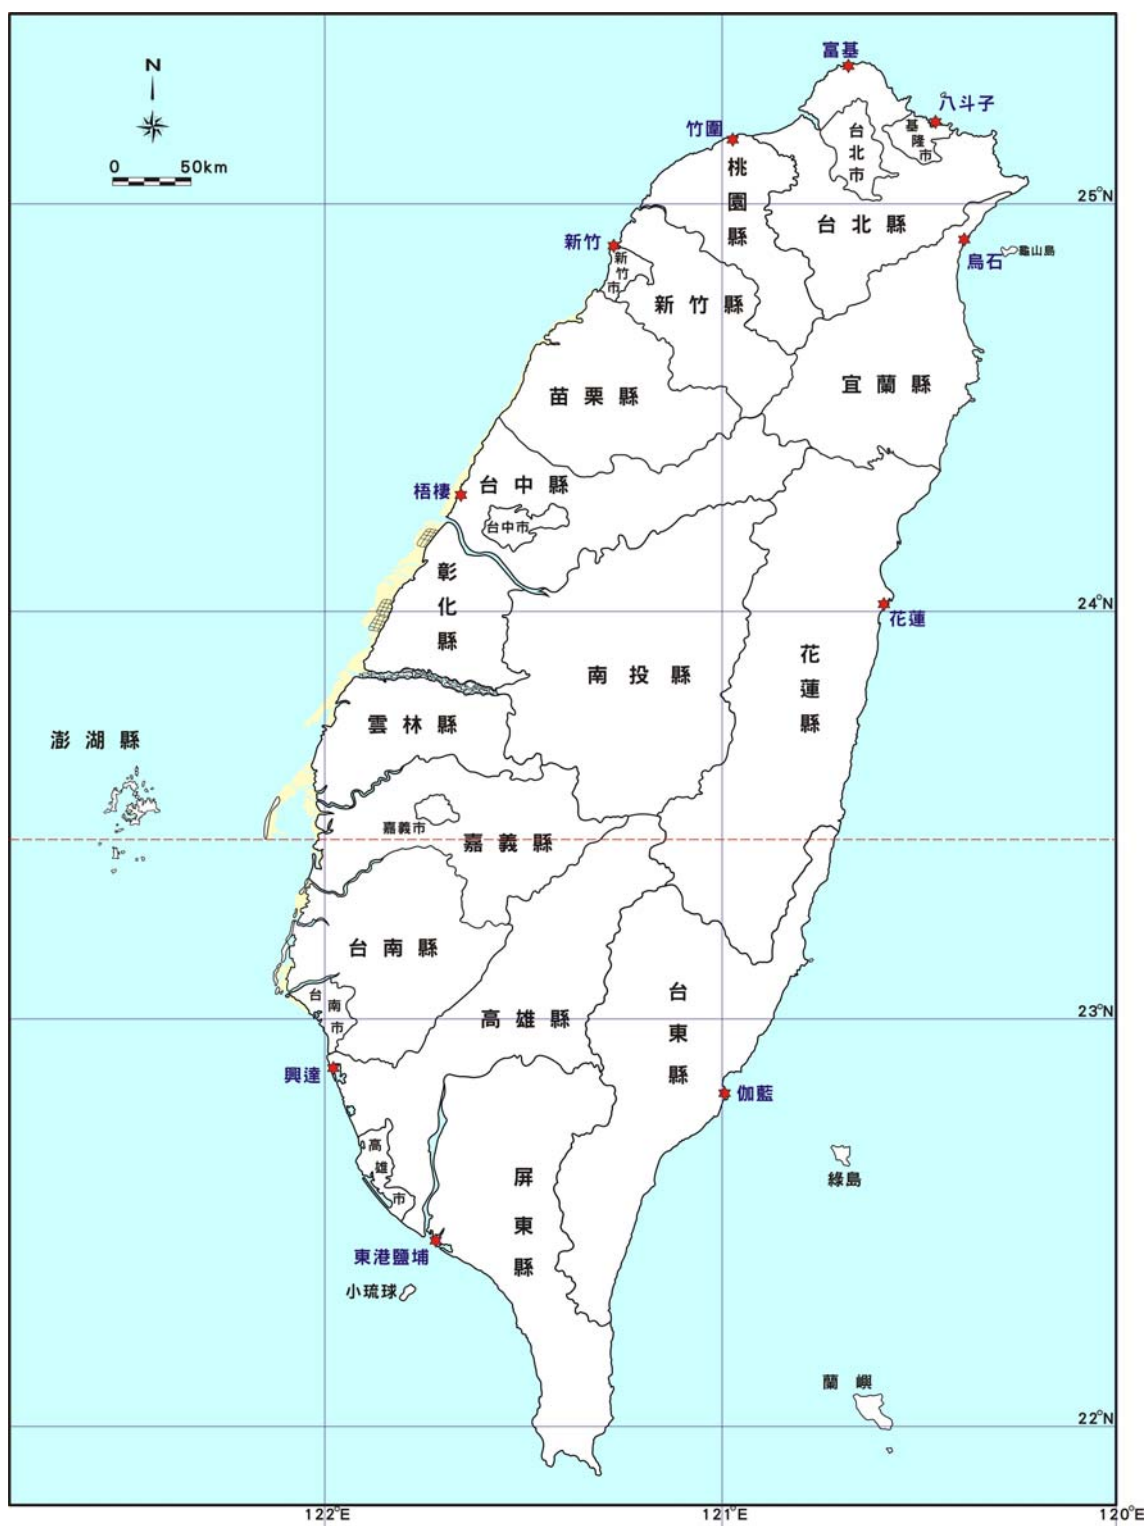 富基
N
八斗子
竹圍
基隆市
台北市
0 50km
桃園縣
25°N
台北縣
新竹
烏石
龜山島
新竹市
新竹縣
宜蘭縣
苗栗縣
台中縣
梧棲
台中市
彰化縣
24°N
花蓮
花蓮縣
南投縣
雲林縣
澎湖縣
嘉義市
嘉義縣
台南縣
台南市
台東縣
高雄縣
23°N
興達
伽藍
高雄市
屏東縣
綠島
東港鹽埔
小琉球
蘭嶼
22°N
122°E
121°E
120°E